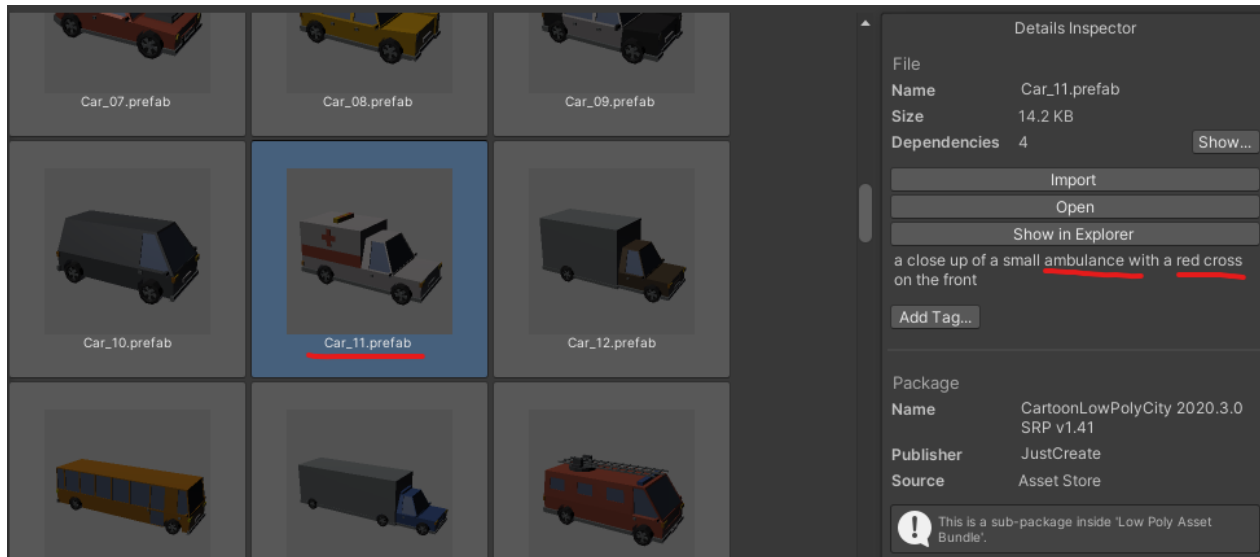 Car_07.prefab
Car_08.prefab
Car_09.prefab
Car_10.prefab
Car_11.prefab
Car_12.prefab
Details Inspector
File
Name Car_11.prefab
Size 14.2 KB
Dependencies 4 Show...
Import
Open
Show in Explorer
a close up of a small ambulance with a red cross
on the front
Add Tag...
Package
Name CartoonLowPolyCity 2020.3.0
SRP v1.41
Publisher JustCreate
Source Asset Store
This is a sub-package inside 'Low Poly Asset
Bundle'.